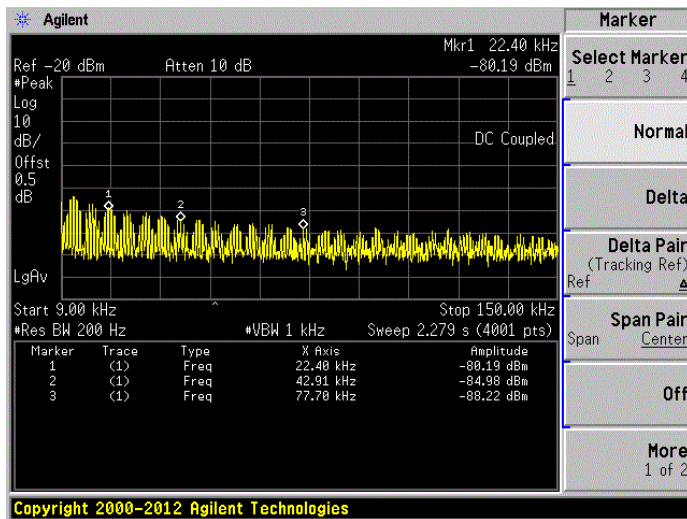 Agilent
Marker
Mkr1 22.40 kHz
Ref -20 dBm Atten 10 dB -80.19 dBm
#Peak
Log
10
dB/
Offst
0.5
dB
DC Coupled
1
2
3
LgAv
Start 9.00 kHz ^ Stop 150.00 kHz
#Res BW 200 Hz #VBW 1 kHz Sweep 2.279 s (4001 pts)
Marker Trace Type X Axis Amplitude
1 (1) Freq 22.40 kHz -80.19 dBm
2 (1) Freq 42.91 kHz -84.98 dBm
3 (1) Freq 77.70 kHz -88.22 dBm
Select Marker
1 2 3 4
Normal
Delta
Delta Pair
(Tracking Ref)
Ref Δ
Span Pair
Span Center
Off
More
1 of 2
Copyright 2000-2012 Agilent Technologies